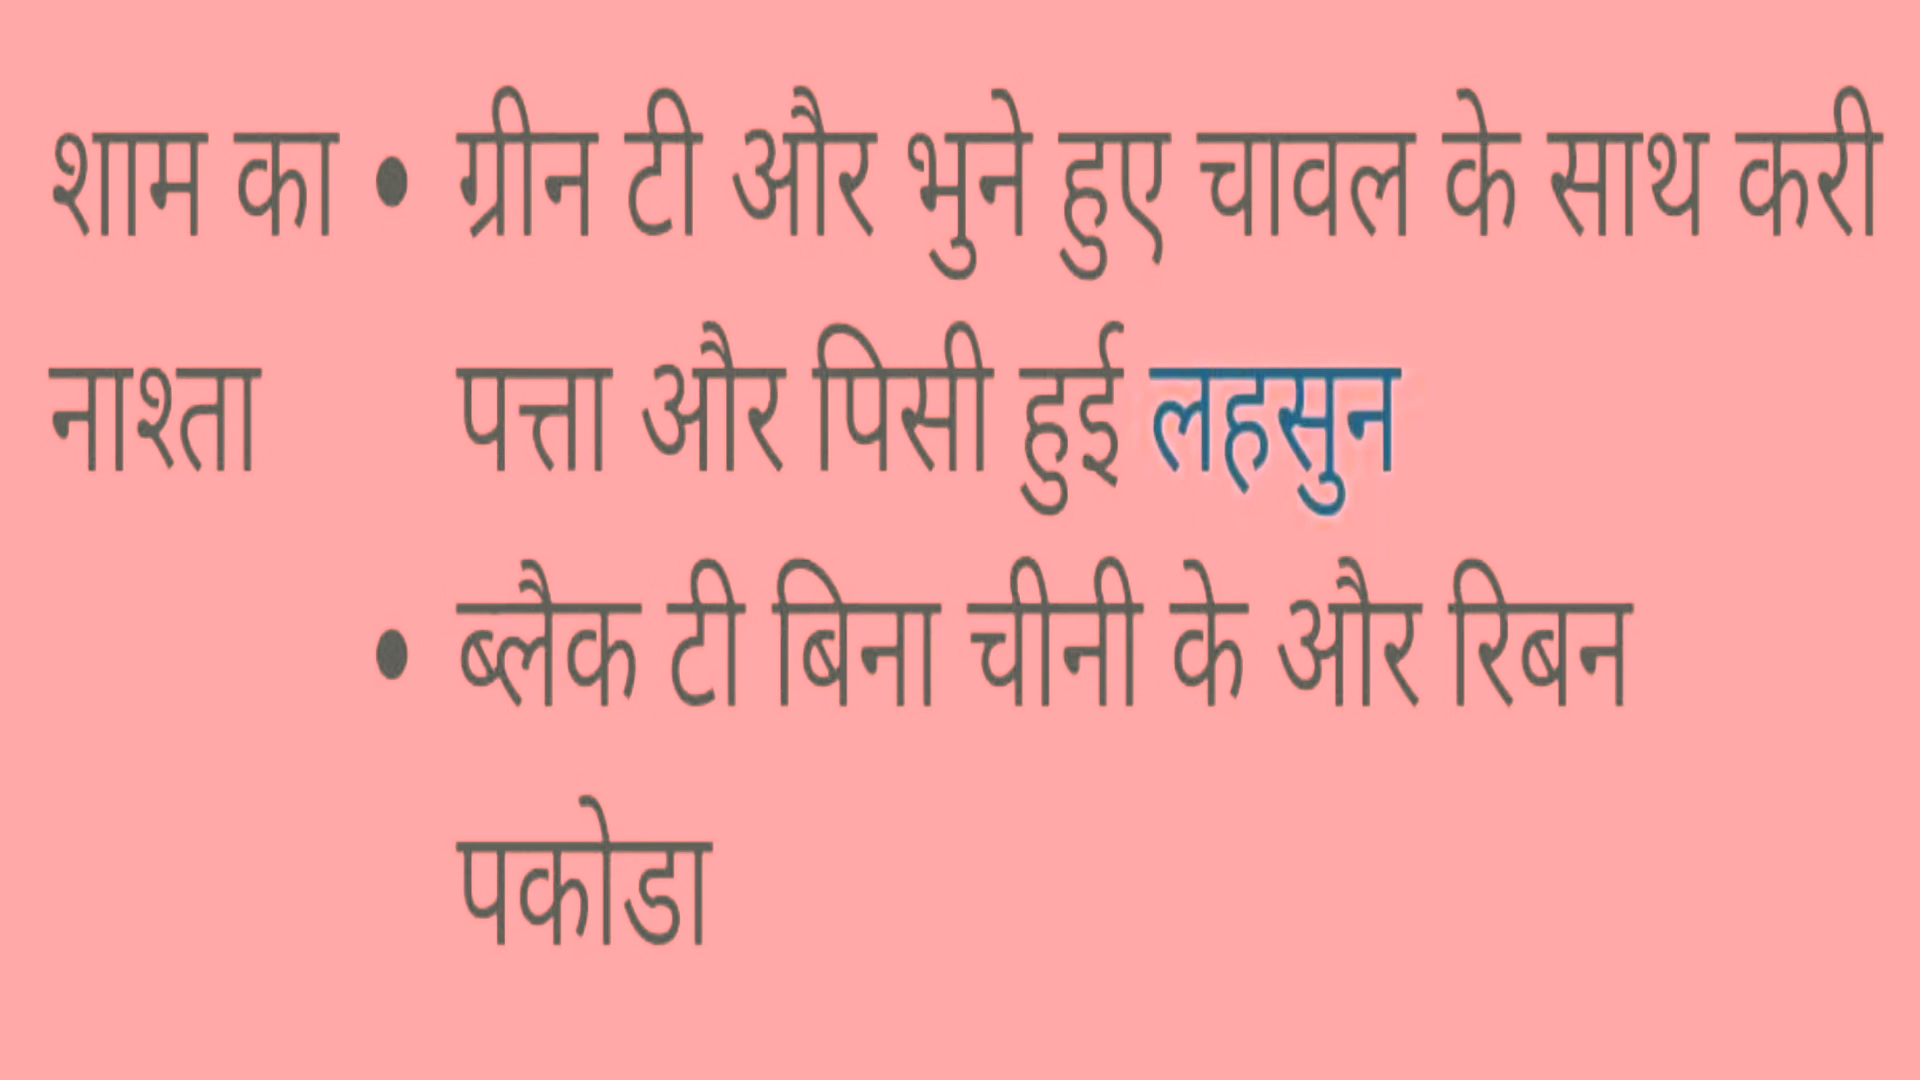 शाम का • ग्रीन टी और भुने हुए चावल के साथ करी
नाश्ता पत्ता और पिसी हुई लहसुन
• ब्लैक टी बिना चीनी के और रिबन
पकोडा